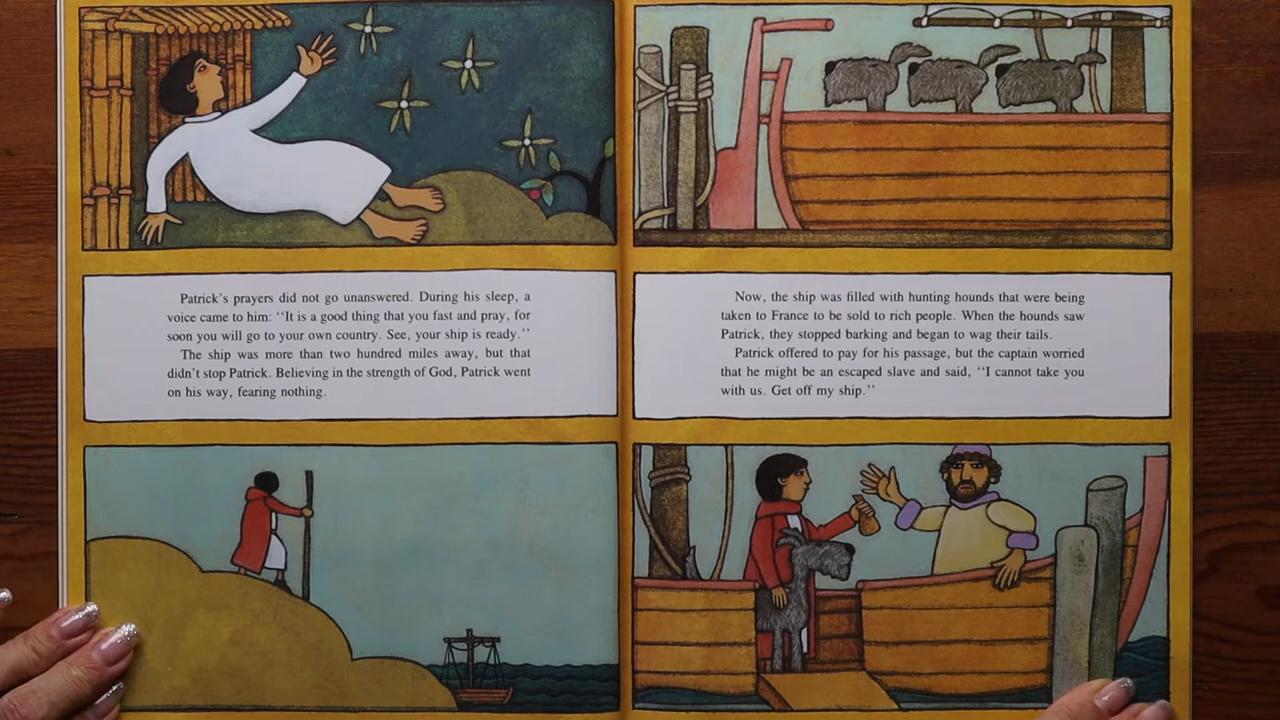 Patrick's prayers did not go unanswered. During his sleep, a
voice came to him: ‘‘It is a good thing that you fast and pray, for
soon you will go to your own country. See, your ship is ready.’’
The ship was more than two hundred miles away, but that
didn't stop Patrick. Believing in the strength of God, Patrick went
on his way, fearing nothing.
Now, the ship was filled with hunting hounds that were being
taken to France to be sold to rich people. When the hounds saw
Patrick, they stopped barking and began to wag their tails.
Patrick offered to pay for his passage, but the captain worried
that he might be an escaped slave and said, ‘‘I cannot take you
with us. Get off my ship.’’